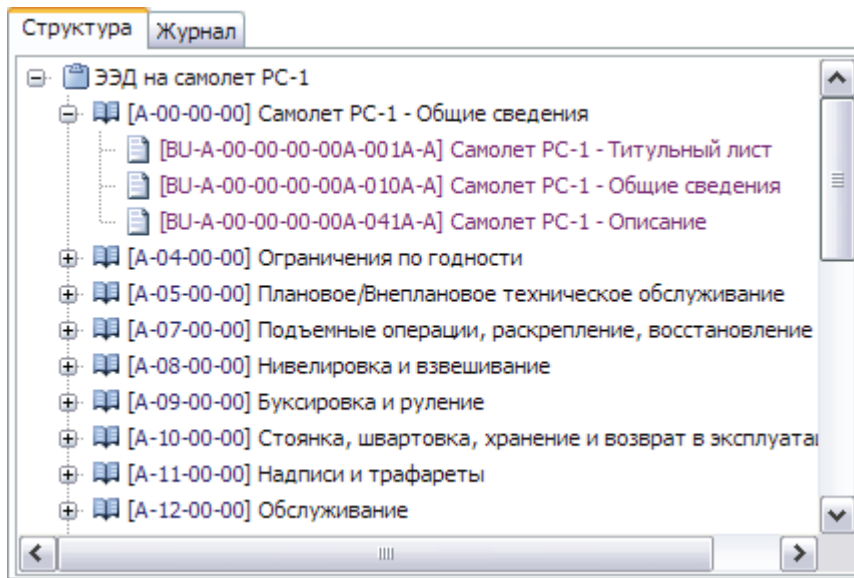 Структура Журнал
ЭЭД на самолет РС-1
[A-00-00-00] Самолет РС-1 - Общие сведения
[BU-A-00-00-00-00A-001A-A] Самолет РС-1 - Титульный лист
[BU-A-00-00-00-00A-010A-A] Самолет РС-1 - Общие сведения
[BU-A-00-00-00-00A-041A-A] Самолет РС-1 - Описание
[A-04-00-00] Ограничения по годности
[A-05-00-00] Плановое/Внеплановое техническое обслуживание
[A-07-00-00] Подъемные операции, раскрепление, восстановление
[A-08-00-00] Нивелировка и взвешивание
[A-09-00-00] Буксировка и руление
[A-10-00-00] Стоянка, швартовка, хранение и возврат в эксплуата
[A-11-00-00] Надписи и трафареты
[A-12-00-00] Обслуживание